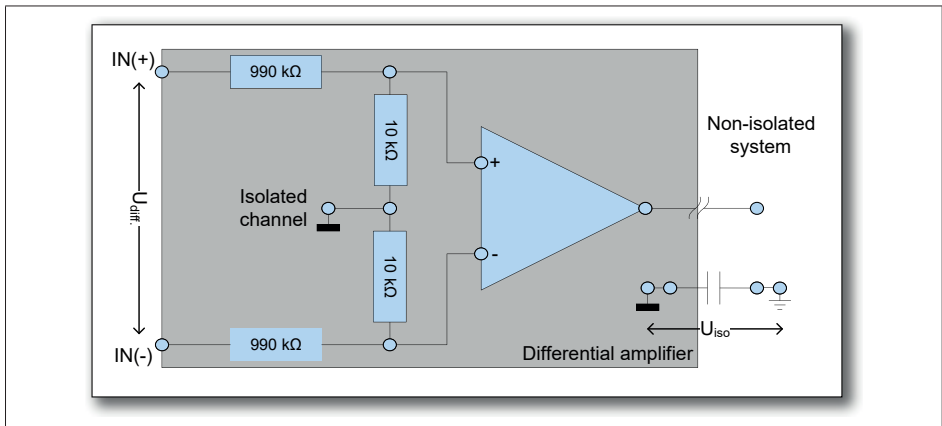 IN(+)
990 kΩ
10 kΩ
Non-isolated
system
+
Isolated
channel
Udiff.
10 kΩ
-
990 kΩ
Uiso
IN(-)
Differential amplifier